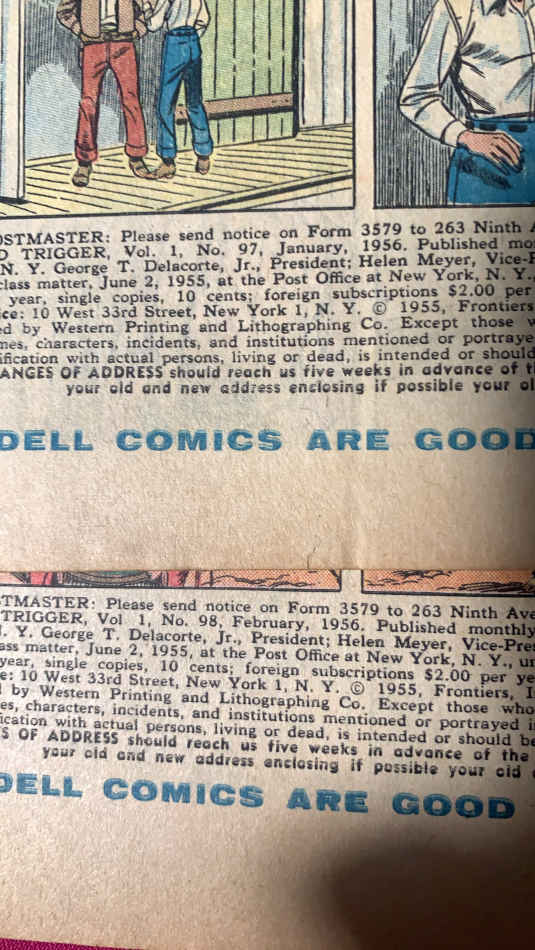 OSTMASTER: Please send notice on Form 3579 to 263 Ninth A
D TRIGGER, Vol. 1, No. 97, January, 1956. Published mo
N. Y. George T. Delacorte, Jr., President; Helen Meyer, Vice-P
class matter, June 2, 1955, at the Post Office at New York, N. Y.,
year, single copies, 10 cents; foreign subscriptions $2.00 per
ice: 10 West 33rd Street, New York 1, N. Y. © 1955, Frontiers
ed by Western Printing and Lithographing Co. Except those w
mes, characters, incidents, and institutions mentioned or portraye
ification with actual persons, living or dead, is intended or should
ANGES OF ADDRESS should reach us five weeks in advance of t
your old and new address enclosing if possible your ol
DELL COMICS ARE GOOD
STMASTER: Please send notice on Form 3579 to 263 Ninth Ave
TRIGGER, Vol 1, No. 98, February, 1956. Published monthly
. Y. George T. Delacorte, Jr., President; Helen Meyer, Vice-Pres
ass matter, June 2, 1955, at the Post Office at New York, N. Y., un
year, single copies, 10 cents; foreign subscriptions $2.00 per ye
e: 10 West 33rd Street, New York 1, N. Y. © 1955, Frontiers, I
d by Western Printing and Lithographing Co. Except those who
es, characters, incidents, and institutions mentioned or portrayed i
ication with actual persons, living or dead, is intended or should be
S OF ADDRESS should reach us five weeks in advance of the
your old and new address enclosing if possible your old
DELL COMICS ARE GOOD